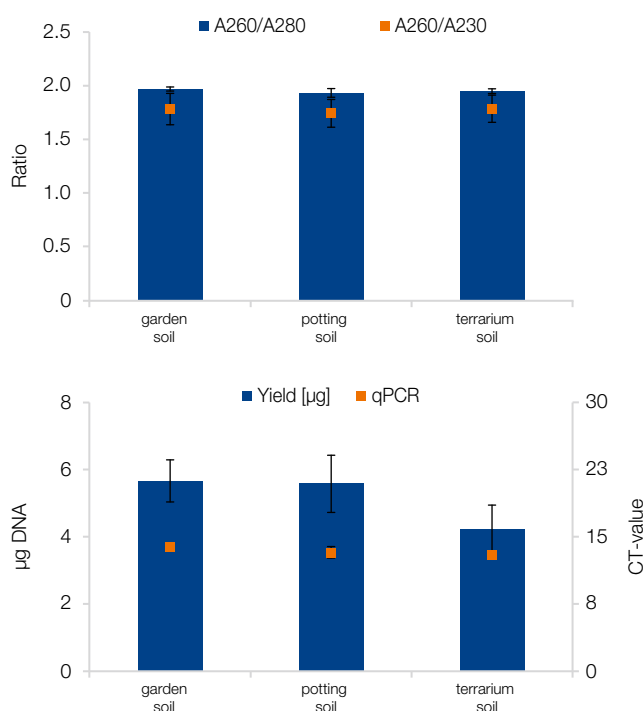 A260/A280 A260/A230
2.5
2.0
1.5
1.0
0.5
0
Ratio
garden soil
potting soil
terrarium soil
Yield [µg] qPCR
8
6
4
2
0
µg DNA
30
23
15
8
0
CT-value
garden soil
potting soil
terrarium soil